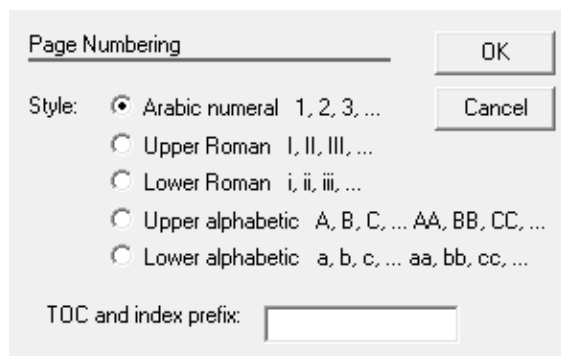 Page Numbering
OK
Style: Arabic numeral 1, 2, 3, ...
Cancel
Upper Roman I, II, III, ...
Lower Roman i, ii, iii, ...
Upper alphabetic A, B, C, ... AA, BB, CC, ...
Lower alphabetic a, b, c, ... aa, bb, cc, ...
TOC and index prefix: